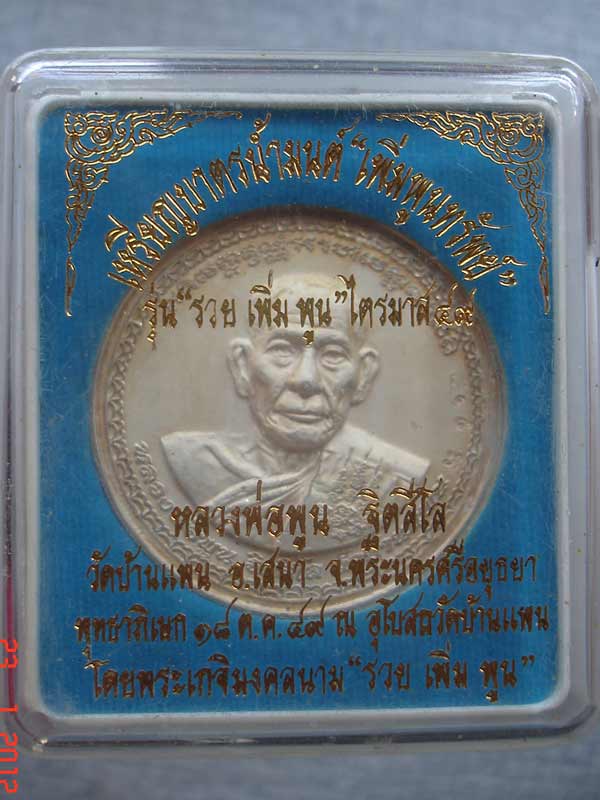 เหรียญบาตรน้ำมนต์ "เพิ่มพูนทรัพย์"
รุ่น "รวย เพิ่ม พูน" ไตรมาส ๔๙
หลวงพ่อพูน ฐิตสีโล
วัดบ้านแพน อ.เสนา จ.พระนครศรีอยุธยา
พุทธาภิเษก ๑๘ ต.ค. ๔๙ ณ อุโบสถวัดบ้านแพน
โดยพระเกจิมงคลนาม "รวย เพิ่ม พูน"
23 1 2012